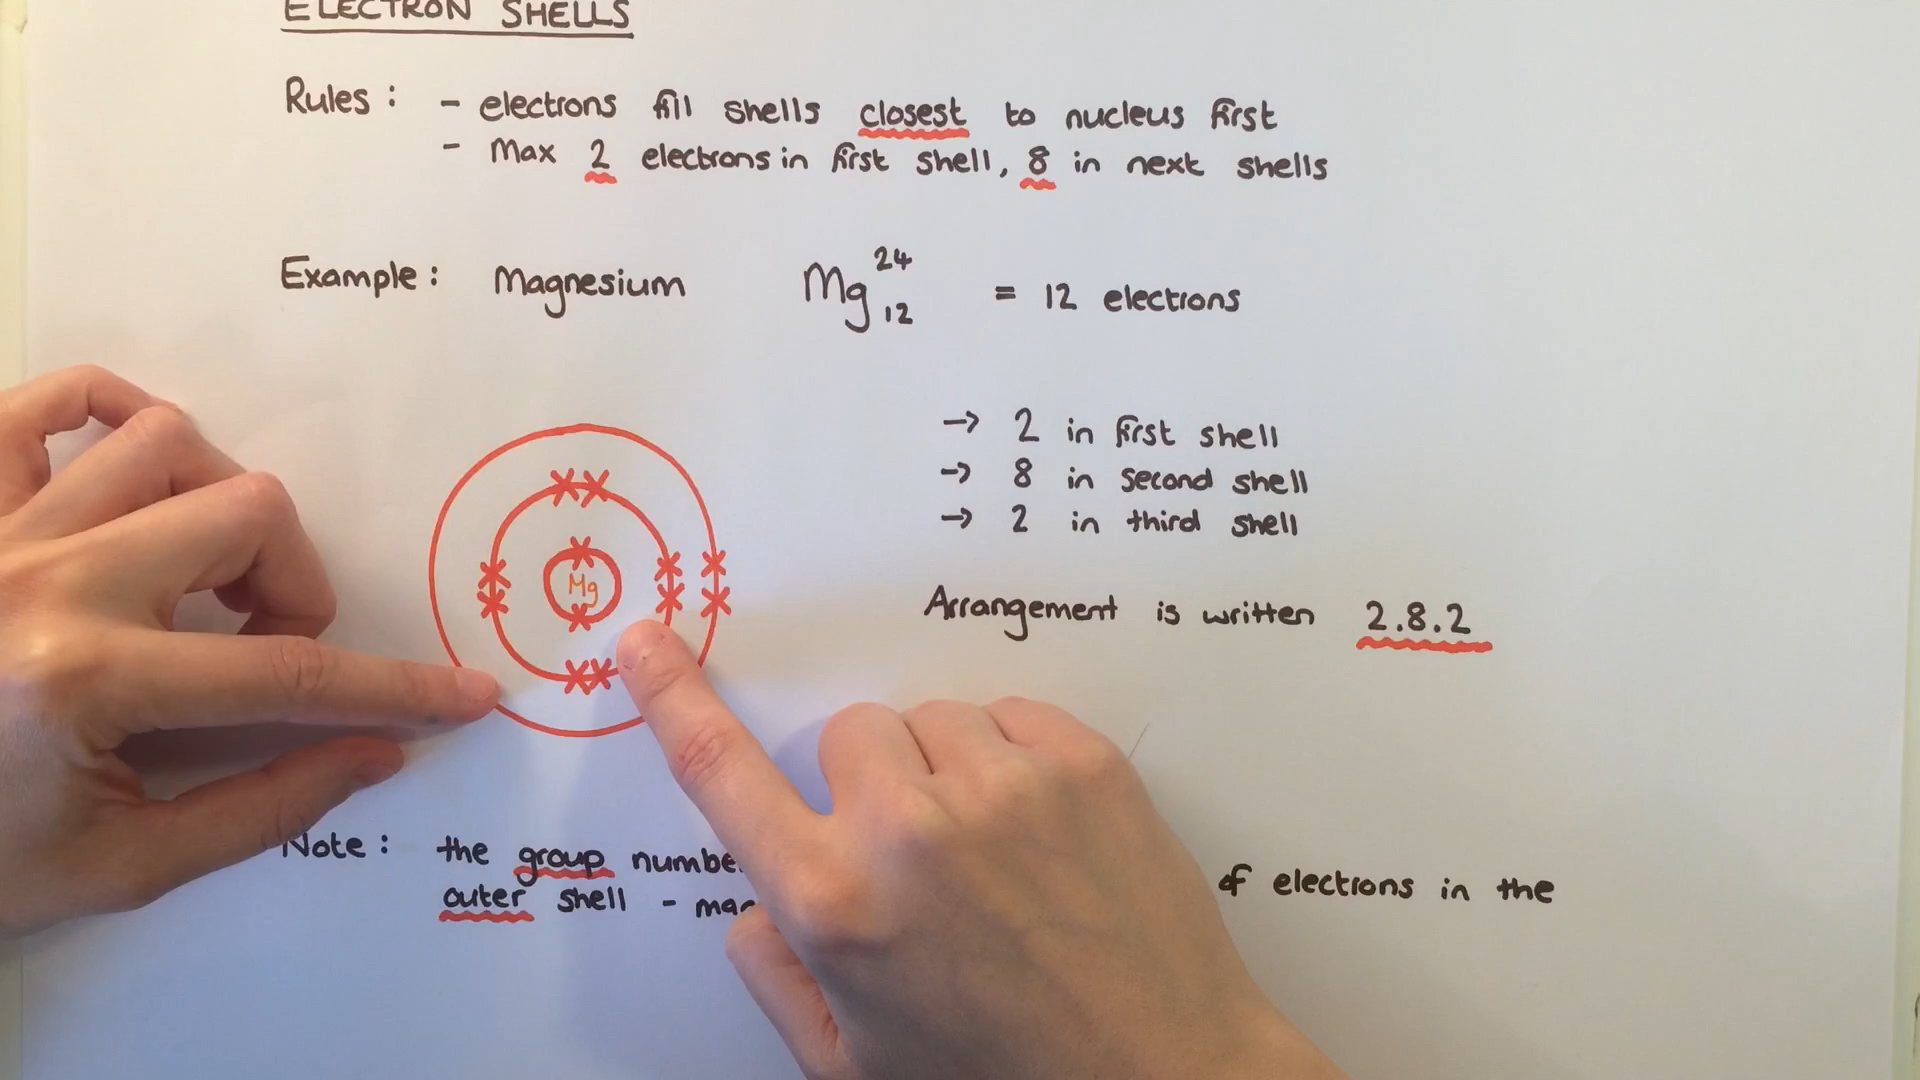 ELECTRON SHELLS
Rules : - electrons fill shells closest to nucleus first
- Max 2 electrons in first shell, 8 in next shells
Example : Magnesium Mg 24 12 = 12 electrons
→ 2 in first shell
→ 8 in second shell
→ 2 in third shell
Mg
Arrangement is written 2.8.2
Note : the group of electrons in the
outer shell -